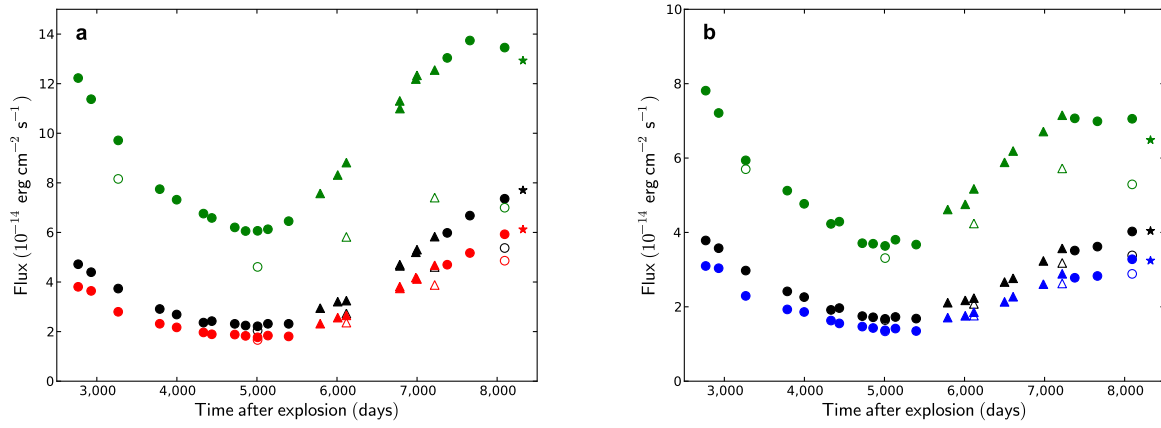 a
14
12
10
8
6
4
2
0
Flux (10⁻¹⁴ erg cm⁻² s⁻¹)
3,000 4,000 5,000 6,000 7,000 8,000
Time after explosion (days)
b
10
8
6
4
2
0
Flux (10⁻¹⁴ erg cm⁻² s⁻¹)
3,000 4,000 5,000 6,000 7,000 8,000
Time after explosion (days)